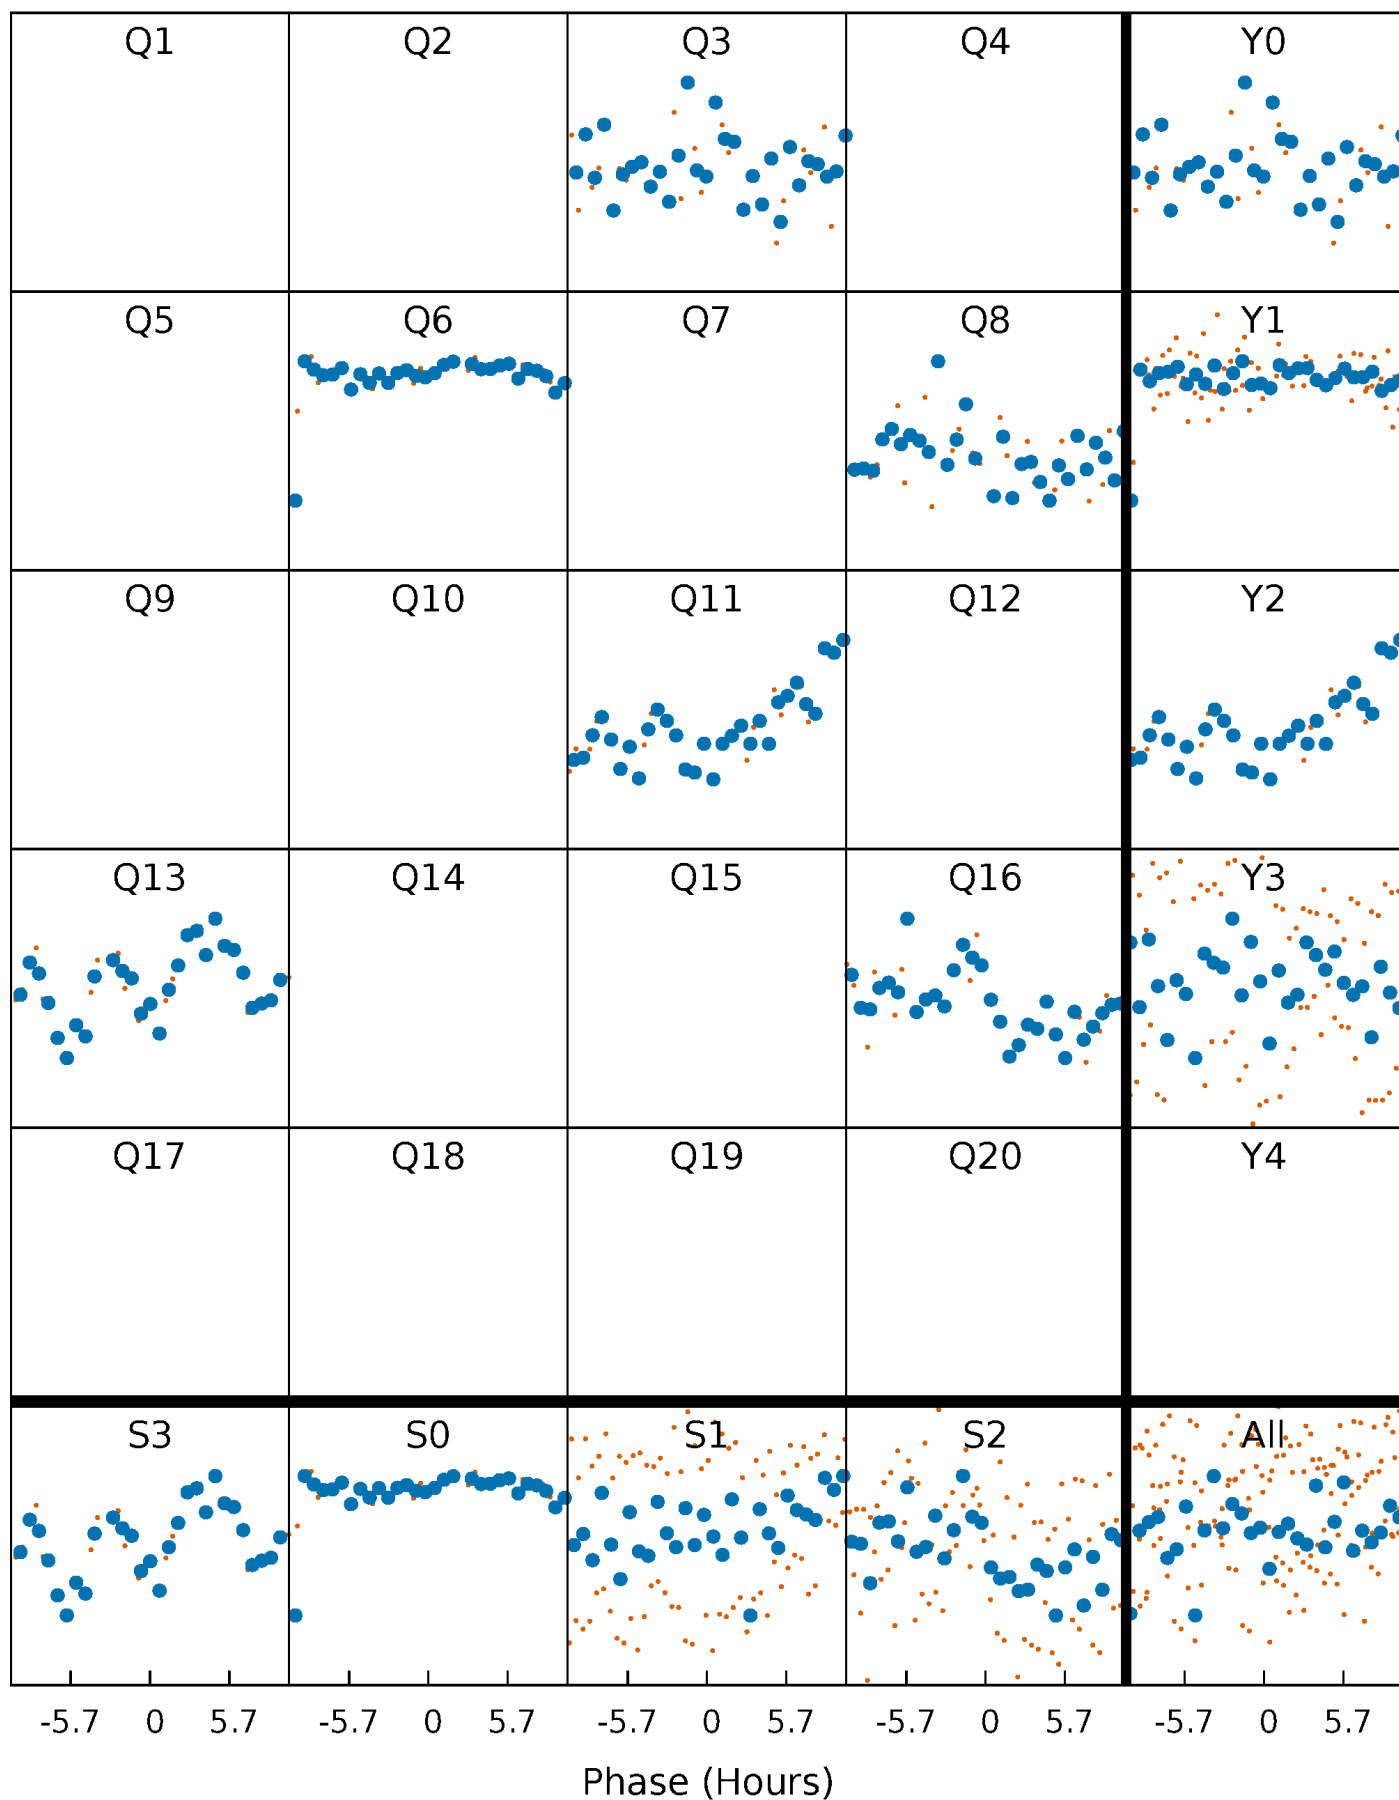 Q1 Q2 Q3 Q4 Y0
Q5 Q6 Q7 Q8 Y1
Q9 Q10 Q11 Q12 Y2
Q13 Q14 Q15 Q16 Y3
Q17 Q18 Q19 Q20 Y4
S3 S0 S1 S2 All
-5.7 0 5.7 -5.7 0 5.7 -5.7 0 5.7 -5.7 0 5.7 -5.7 0 5.7
Phase (Hours)